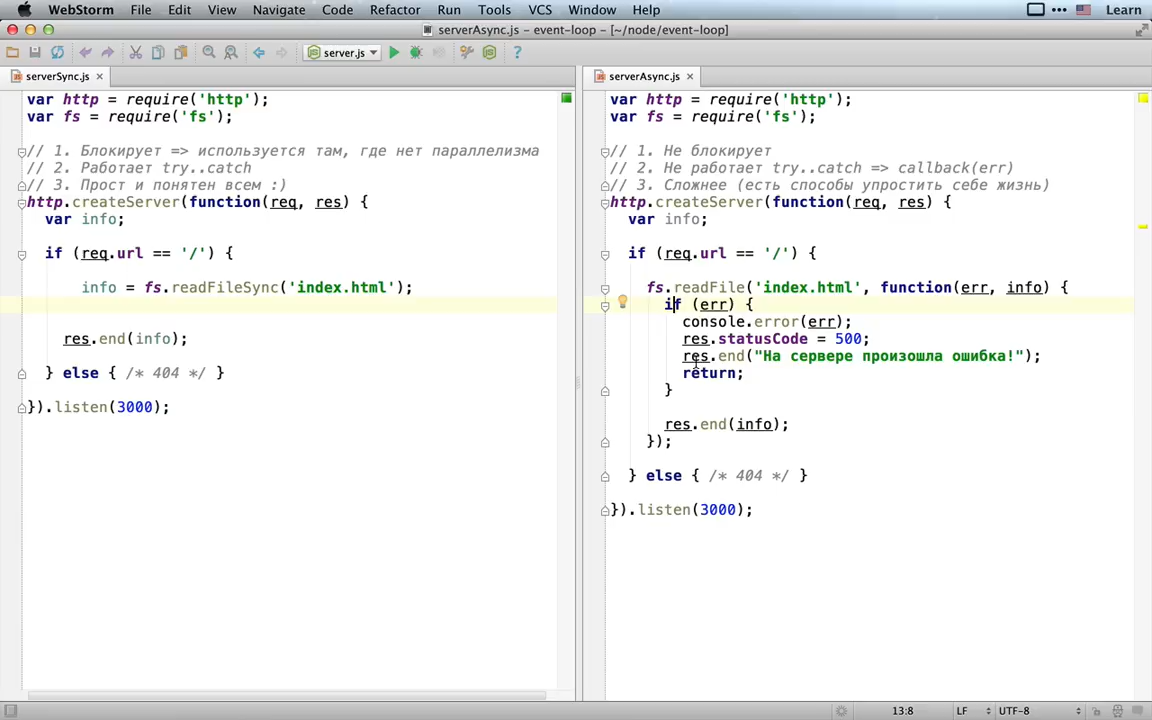 WebStorm File Edit View Navigate Code Refactor Run Tools VCS Window Help Learn
serverAsync.js – event-loop – [~/node/event-loop]
server.js
serverSync.js
var http = require('http');
var fs = require('fs');
// 1. Блокирует => используется там, где нет параллелизма
// 2. Работает try..catch
// 3. Прост и понятен всем :)
http.createServer(function(req, res) {
var info;
if (req.url == '/') {
info = fs.readFileSync('index.html');
res.end(info);
} else { /* 404 */ }
}).listen(3000);
serverAsync.js
var http = require('http');
var fs = require('fs');
// 1. Не блокирует
// 2. Не работает try..catch => callback(err)
// 3. Сложнее (есть способы упростить себе жизнь)
http.createServer(function(req, res) {
var info;
if (req.url == '/') {
fs.readFile('index.html', function(err, info) {
if (err) {
console.error(err);
res.statusCode = 500;
res.end("На сервере произошла ошибка!");
return;
}
res.end(info);
});
} else { /* 404 */ }
}).listen(3000);
13:8 LF UTF-8